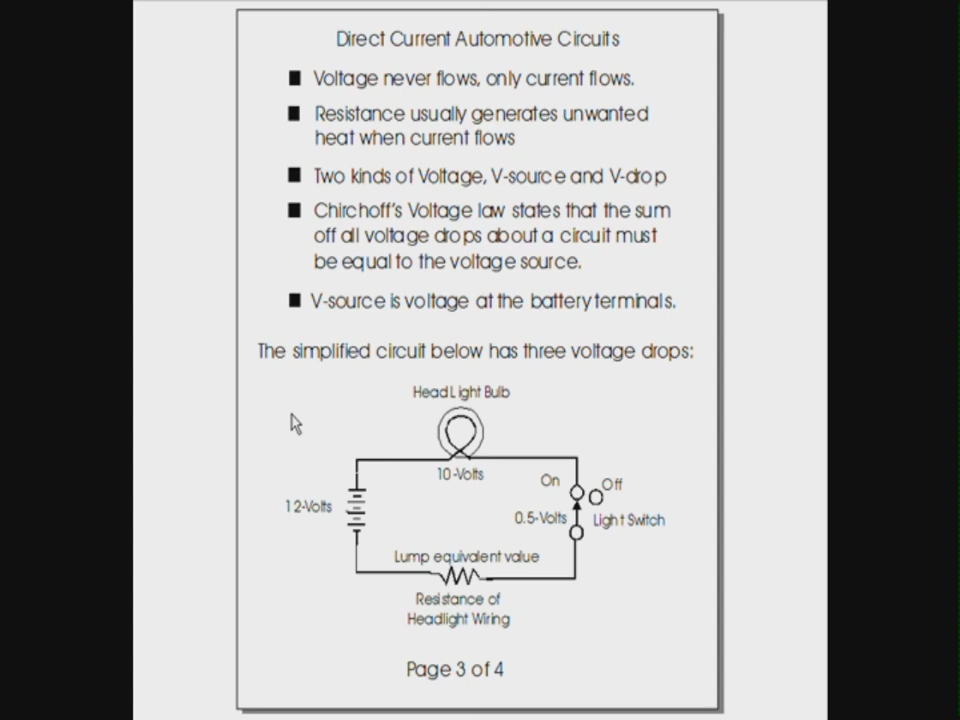 Direct Current Automotive Circuits
■ Voltage never flows, only current flows.
■ Resistance usually generates unwanted
heat when current flows
■ Two kinds of Voltage, V-source and V-drop
■ Chirchoff's Voltage law states that the sum
off all voltage drops about a circuit must
be equal to the voltage source.
■ V-source is voltage at the battery terminals.
The simplified circuit below has three voltage drops:
Head Light Bulb
10-Volts
On
Off
12-Volts
0.5-Volts
Light Switch
Lump equivalent value
Resistance of
Headlight Wiring
Page 3 of 4